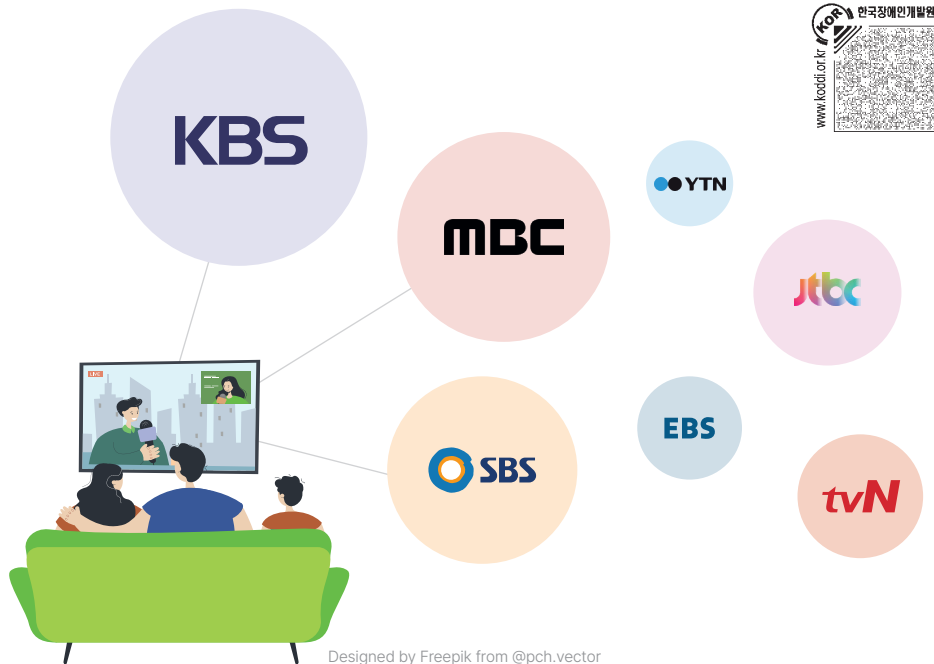 한국장애인개발원
KOR
www.koddi.or.kr
KBS
MBC
YTN
jtbc
SBS
EBS
tvN
LIVE
Designed by Freepik from @pch.vector